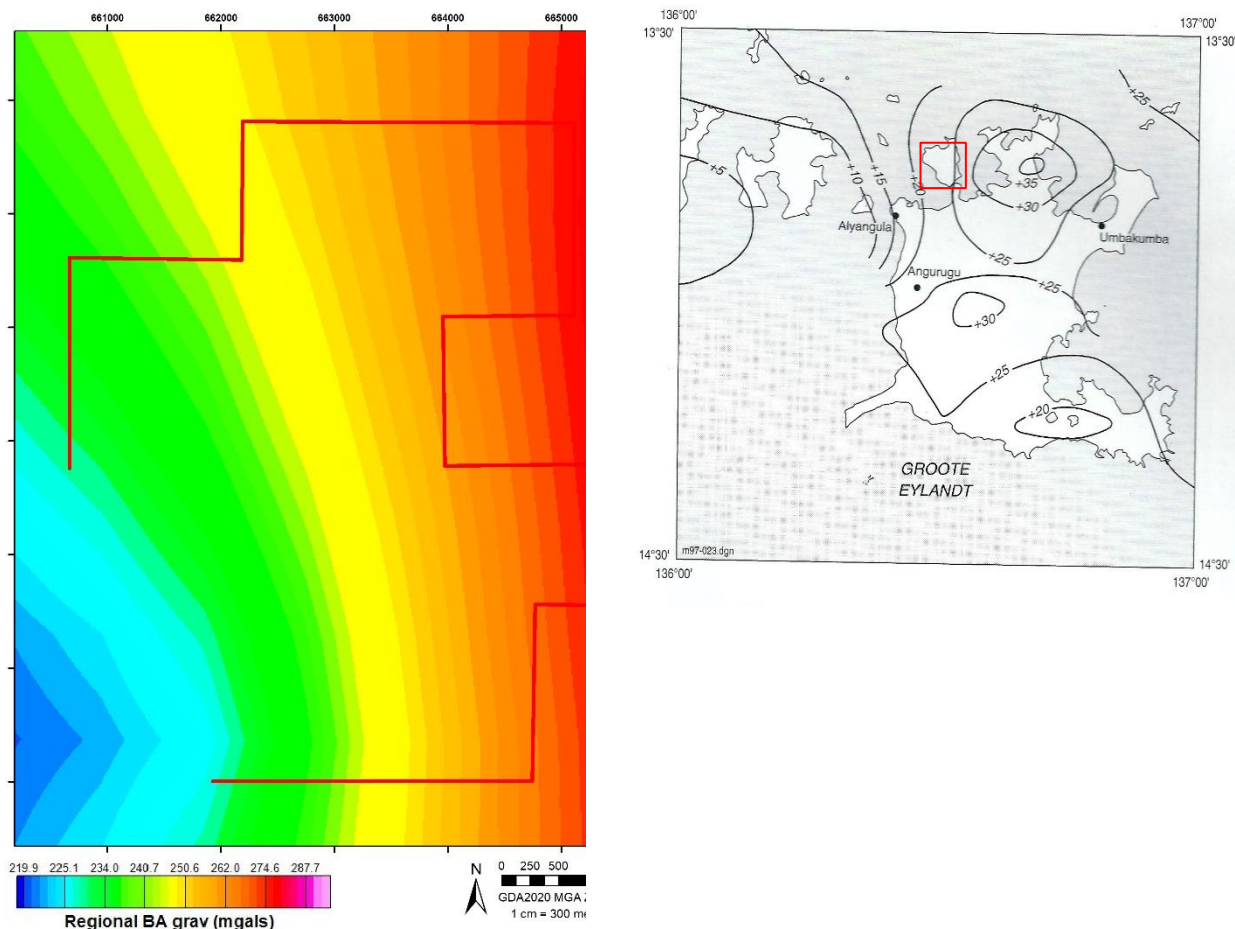 661000 662000 663000 664000 665000
219.9 225.1 234.0 240.7 250.6 262.0 274.6 287.7
Regional BA grav (mgals)
N
0 250 500
GDA2020 MGA
1 cm = 300 me
136°00'
137°00'
13°30'
13°30'
+25
0
+5
+10
+15
+35
+30
Alyangula
Umbakumba
+25
Angurugu
+25
+30
+25
+20
GROOTE
EYLANDT
m97-023.dgn
14°30'
136°00'
14°30'
137°00'